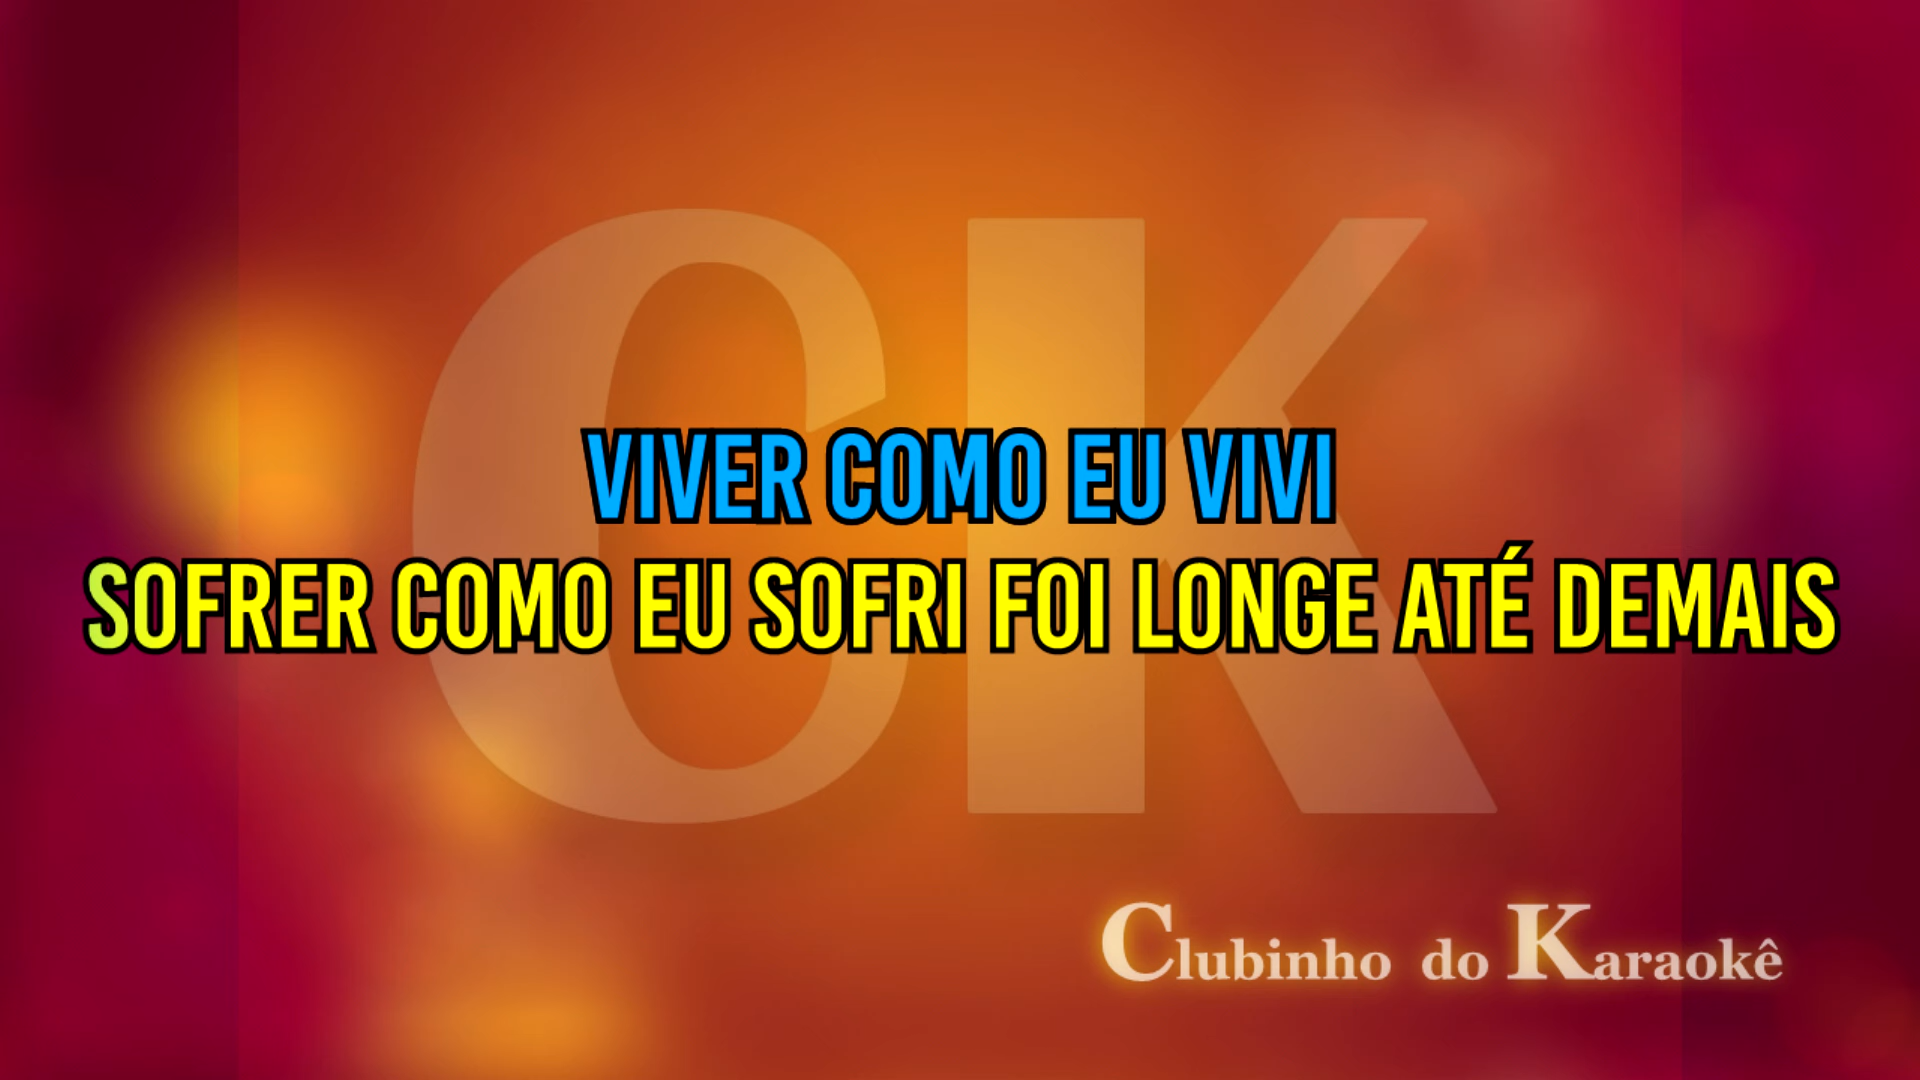 CK
VIVER COMO EU VIVI
SOFRER COMO EU SOFRI FOI LONGE ATÉ DEMAIS
Clubinho do Karaokê